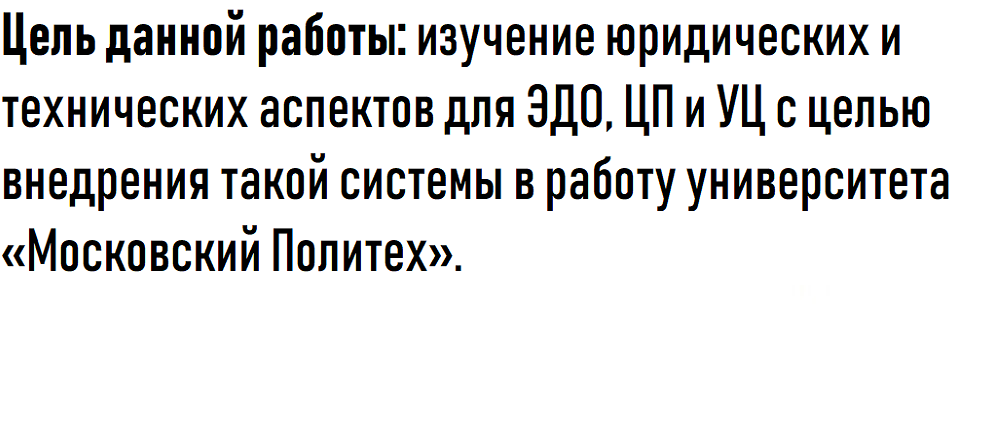 Цель данной работы: изучение юридических и
технических аспектов для ЭДО, ЦП и УЦ с целью
внедрения такой системы в работу университета
«Московский Политех».